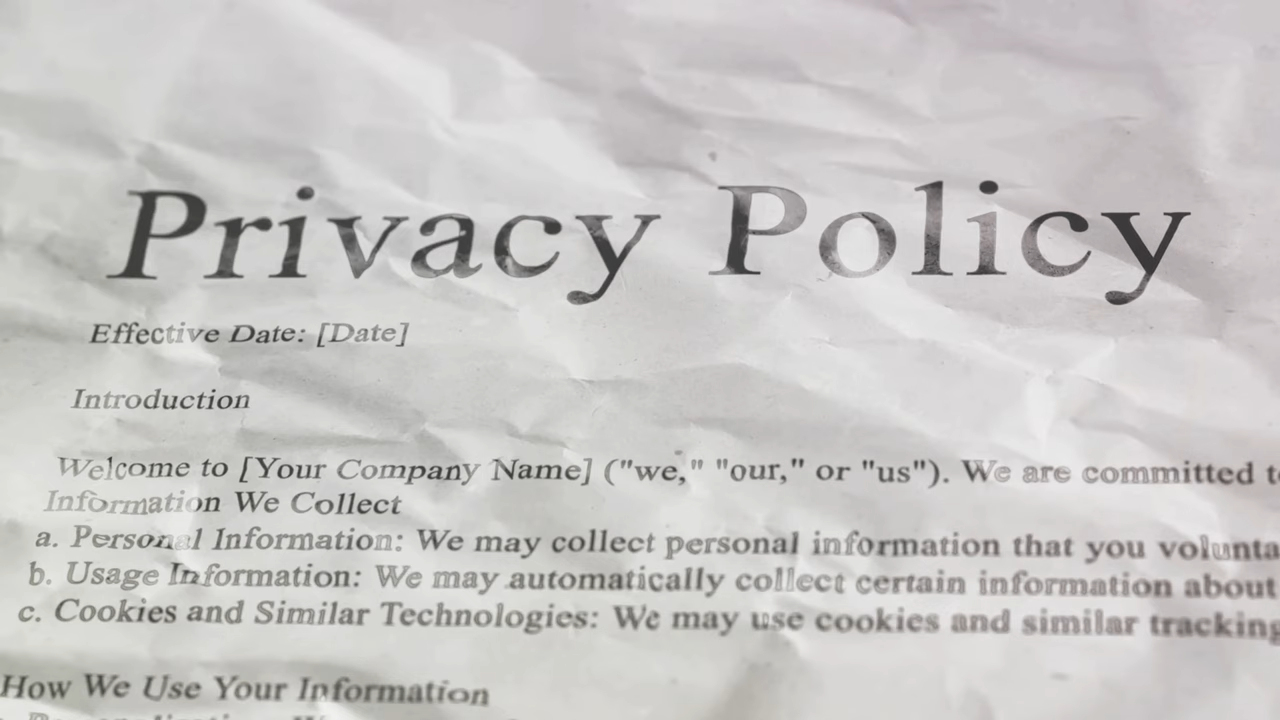 Privacy Policy
Effective Date: [Date]
Introduction
Welcome to [Your Company Name] ("we," "our," or "us"). We are committed
Information We Collect
a. Personal Information: We may collect personal information that you
b. Usage Information: We may automatically collect certain information about
c. Cookies and Similar Technologies: We may use cookies and similar tracking
How We Use Your Information